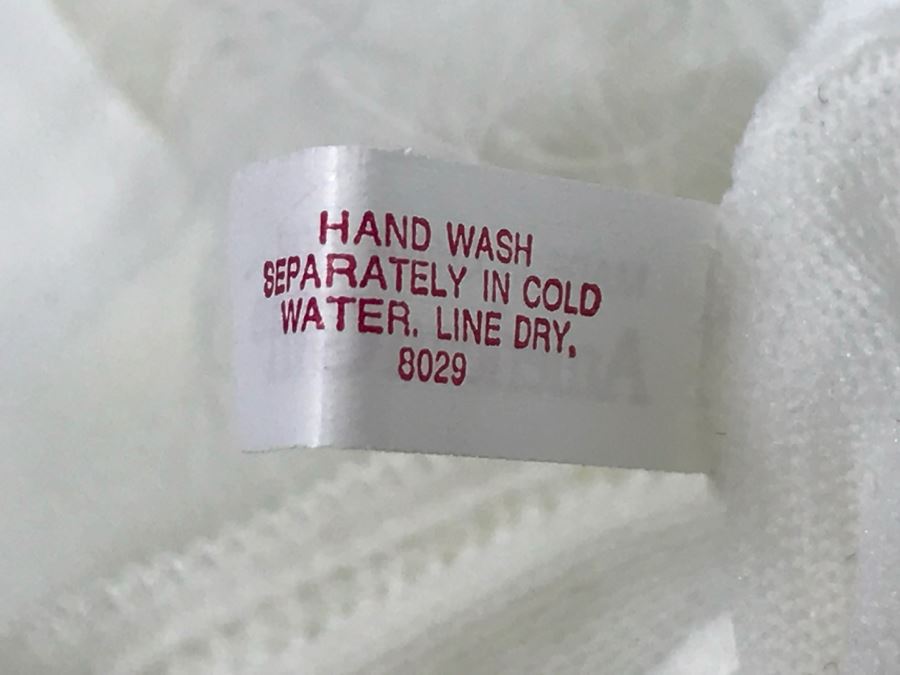 HAND WASH
SEPARATELY IN COLD
WATER. LINE DRY.
8029